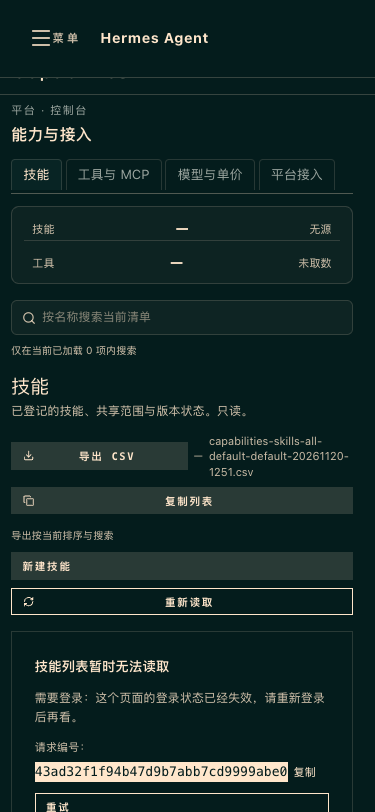 菜单
Hermes Agent
平台 · 控制台
能力与接入
技能
工具与 MCP
模型与单价
平台接入
技能 — 无源
工具 — 未取数
按名称搜索当前清单
仅在当前已加载 0 项内搜索
技能
已登记的技能、共享范围与版本状态。只读。
导出 CSV
— capabilities-skills-all-
default-default-20261120-
1251.csv
复制列表
导出按当前排序与搜索
新建技能
重新读取
技能列表暂时无法读取
需要登录：这个页面的登录状态已经失效，请重新登录
后再看。
请求编号：
43ad32f1f94b47d9b7abb7cd9999abe0 复制
重试